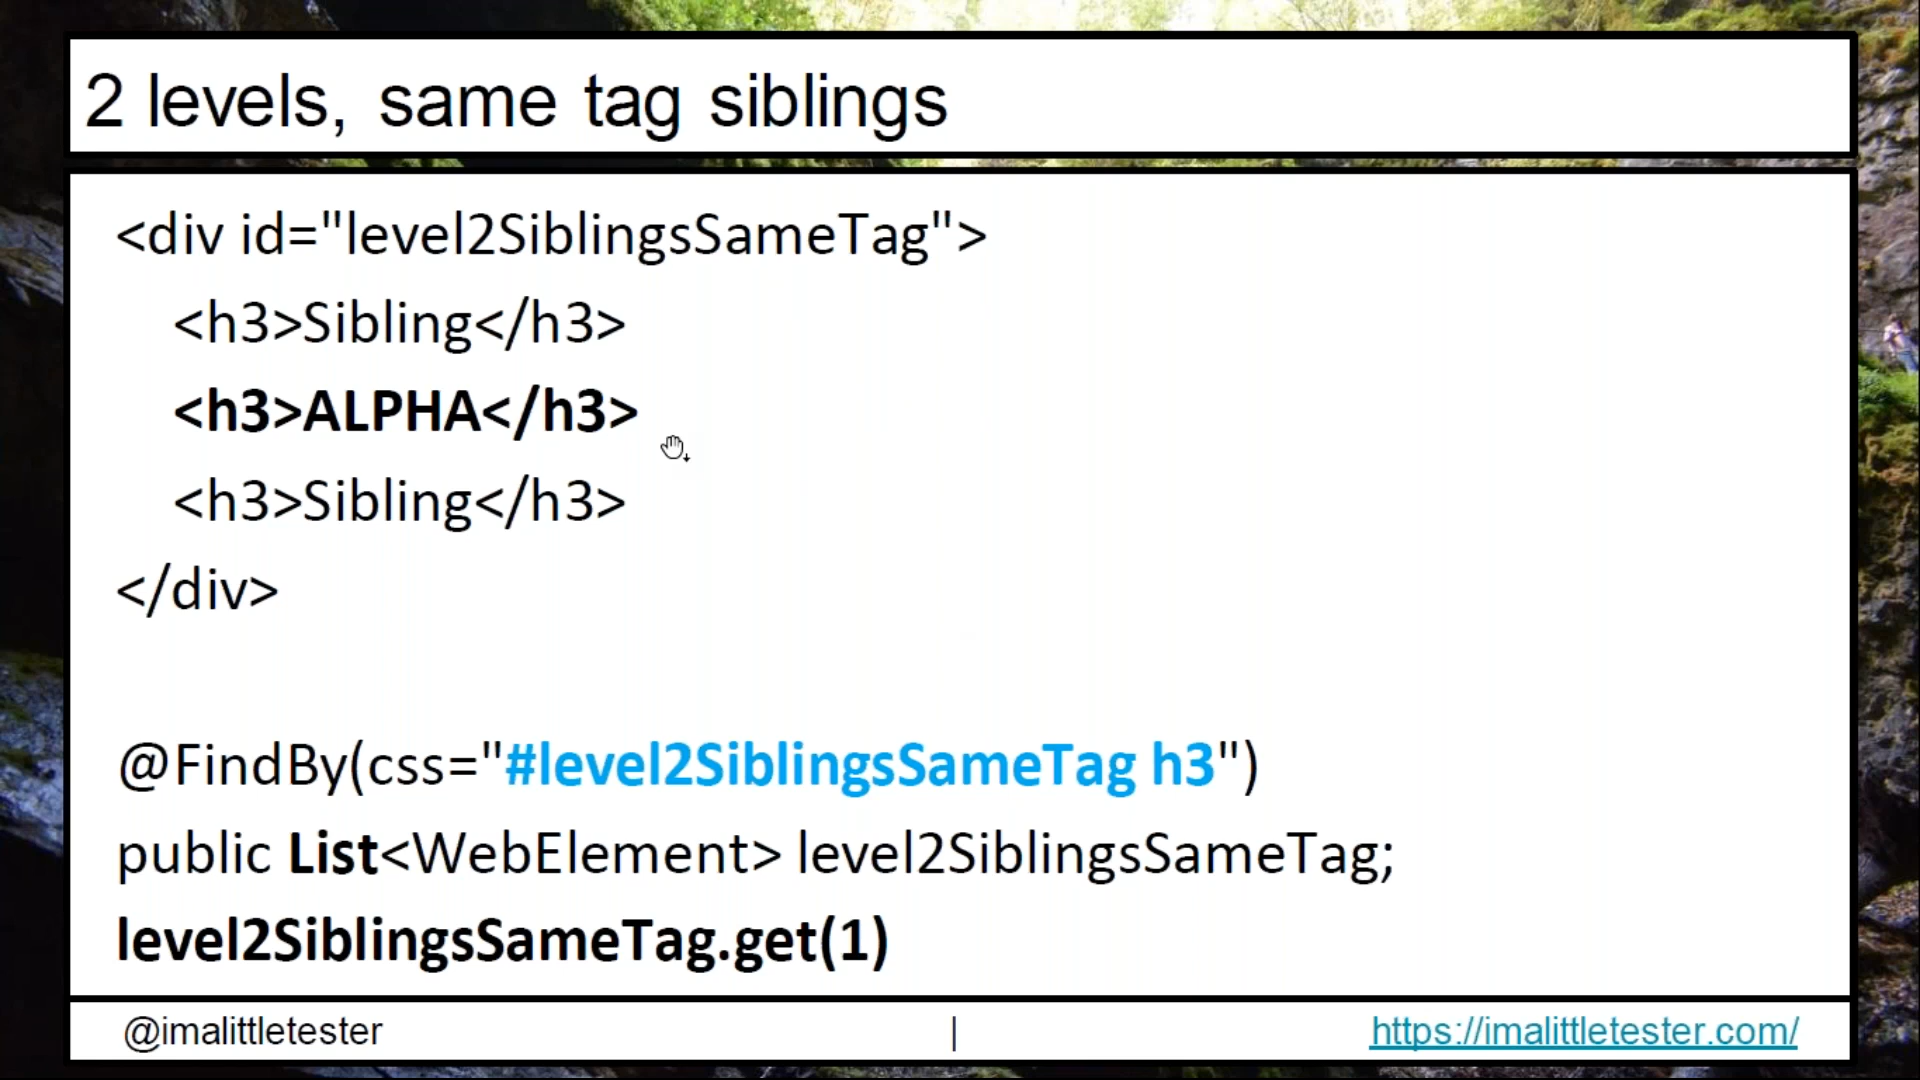 2 levels, same tag siblings
<div id="level2SiblingsSameTag">
<h3>Sibling</h3>
<h3>ALPHA</h3>
<h3>Sibling</h3>
</div>
@FindBy(css="#level2SiblingsSameTag h3")
public List<WebElement> level2SiblingsSameTag;
level2SiblingsSameTag.get(1)
@imalittletester | https://imalittletester.com/